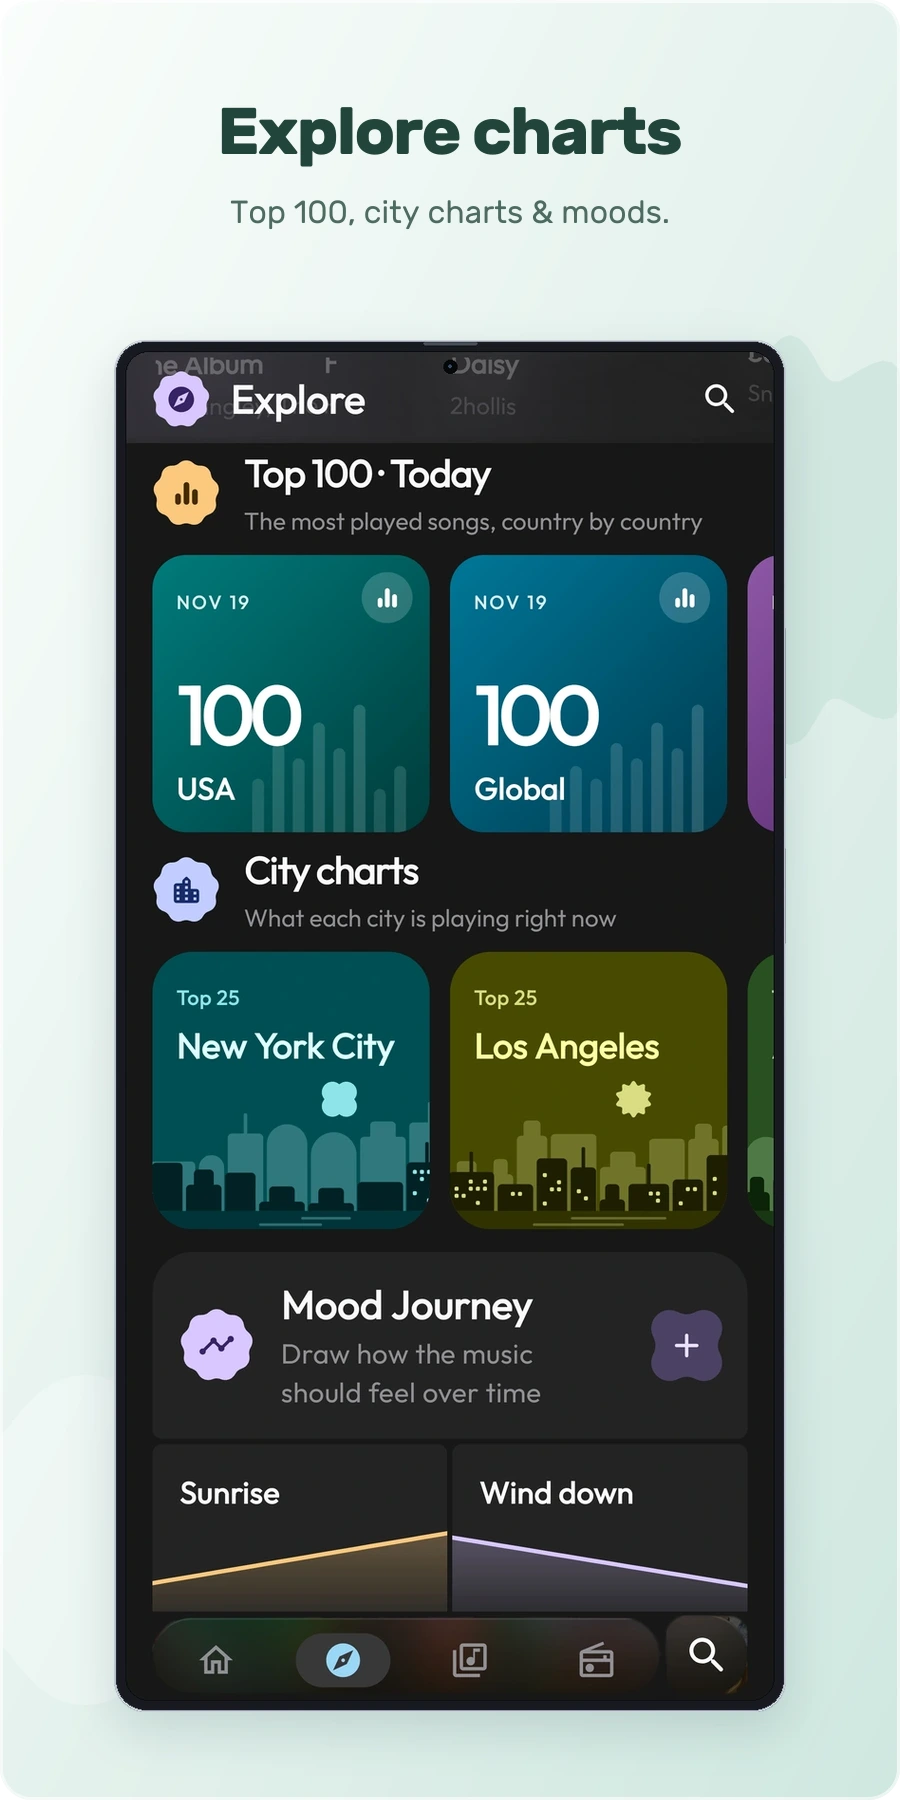 Explore charts
Top 100, city charts & moods.
Album
F
Daisy
Explore
2hollis
Sn
Top 100 · Today
The most played songs, country by country
NOV 19
NOV 19
100
100
USA
Global
City charts
What each city is playing right now
Top 25
Top 25
New York City
Los Angeles
Mood Journey
Draw how the music
should feel over time
Sunrise
Wind down